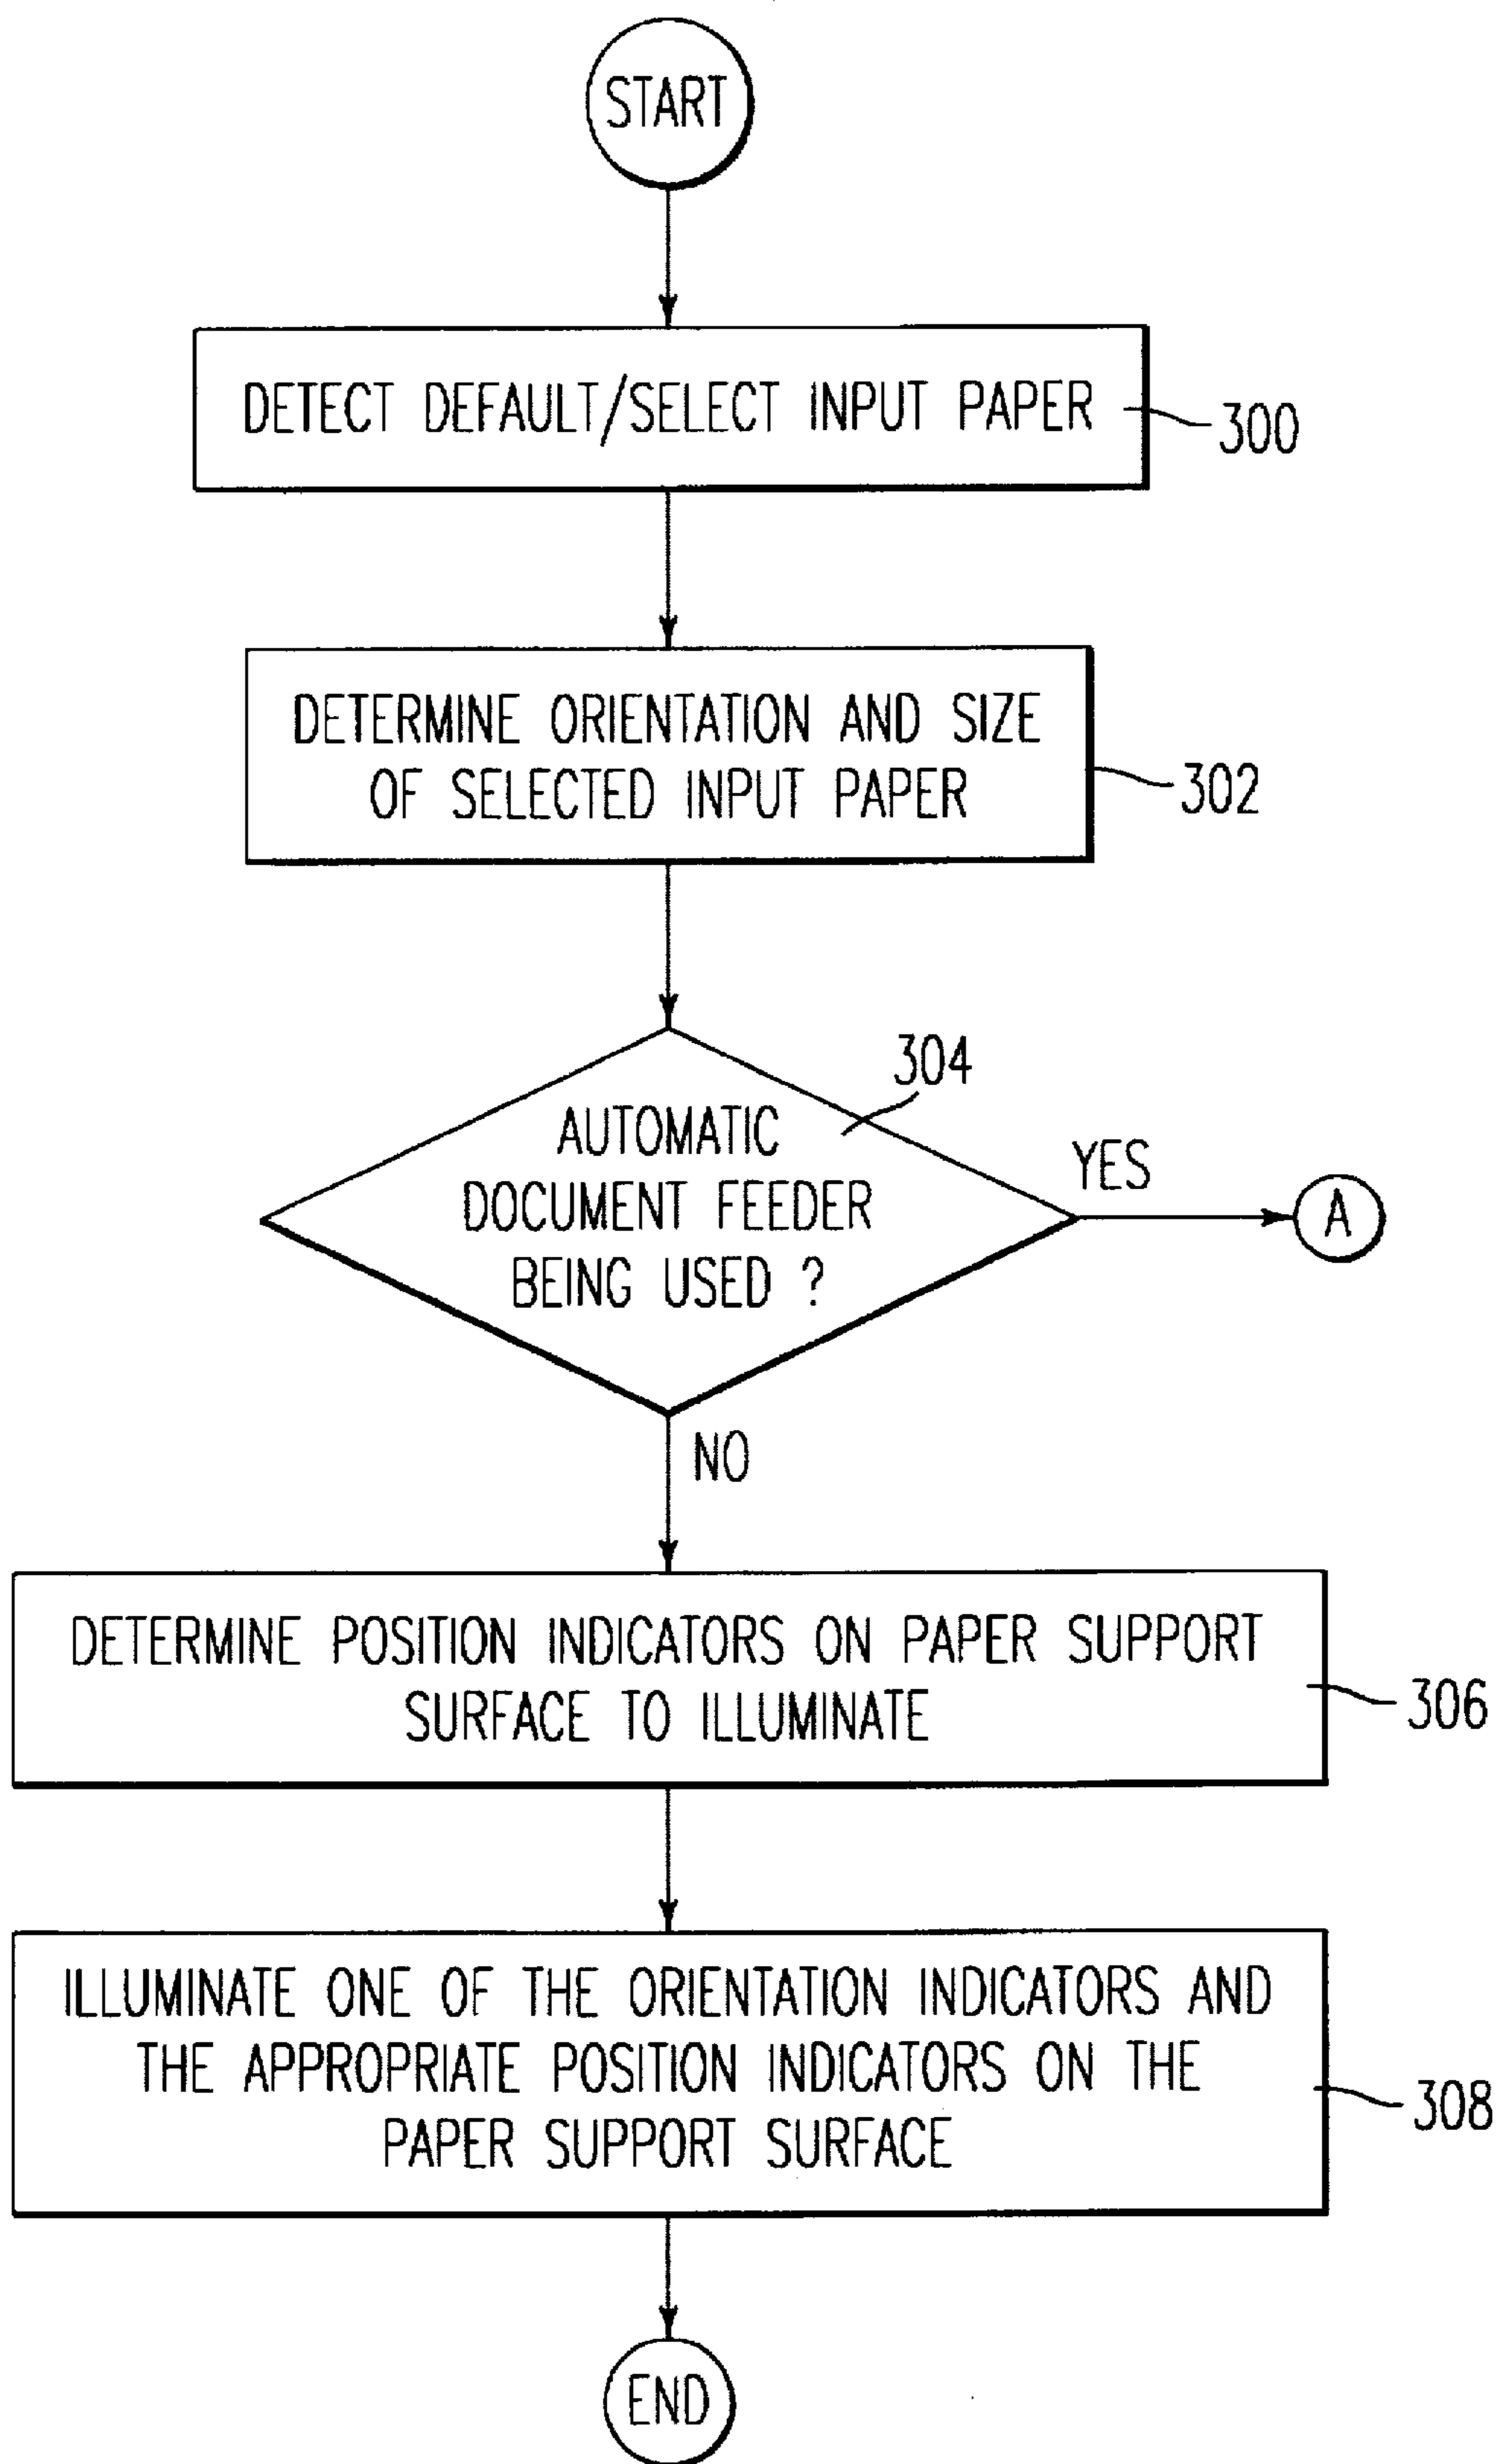 START
DETECT DEFAULT/SELECT INPUT PAPER
300
DETERMINE ORIENTATION AND SIZE
OF SELECTED INPUT PAPER
302
304
AUTOMATIC
DOCUMENT FEEDER
BEING USED ?
YES
A
NO
DETERMINE POSITION INDICATORS ON PAPER SUPPORT
SURFACE TO ILLUMINATE
306
ILLUMINATE ONE OF THE ORIENTATION INDICATORS AND
THE APPROPRIATE POSITION INDICATORS ON THE
PAPER SUPPORT SURFACE
308
END